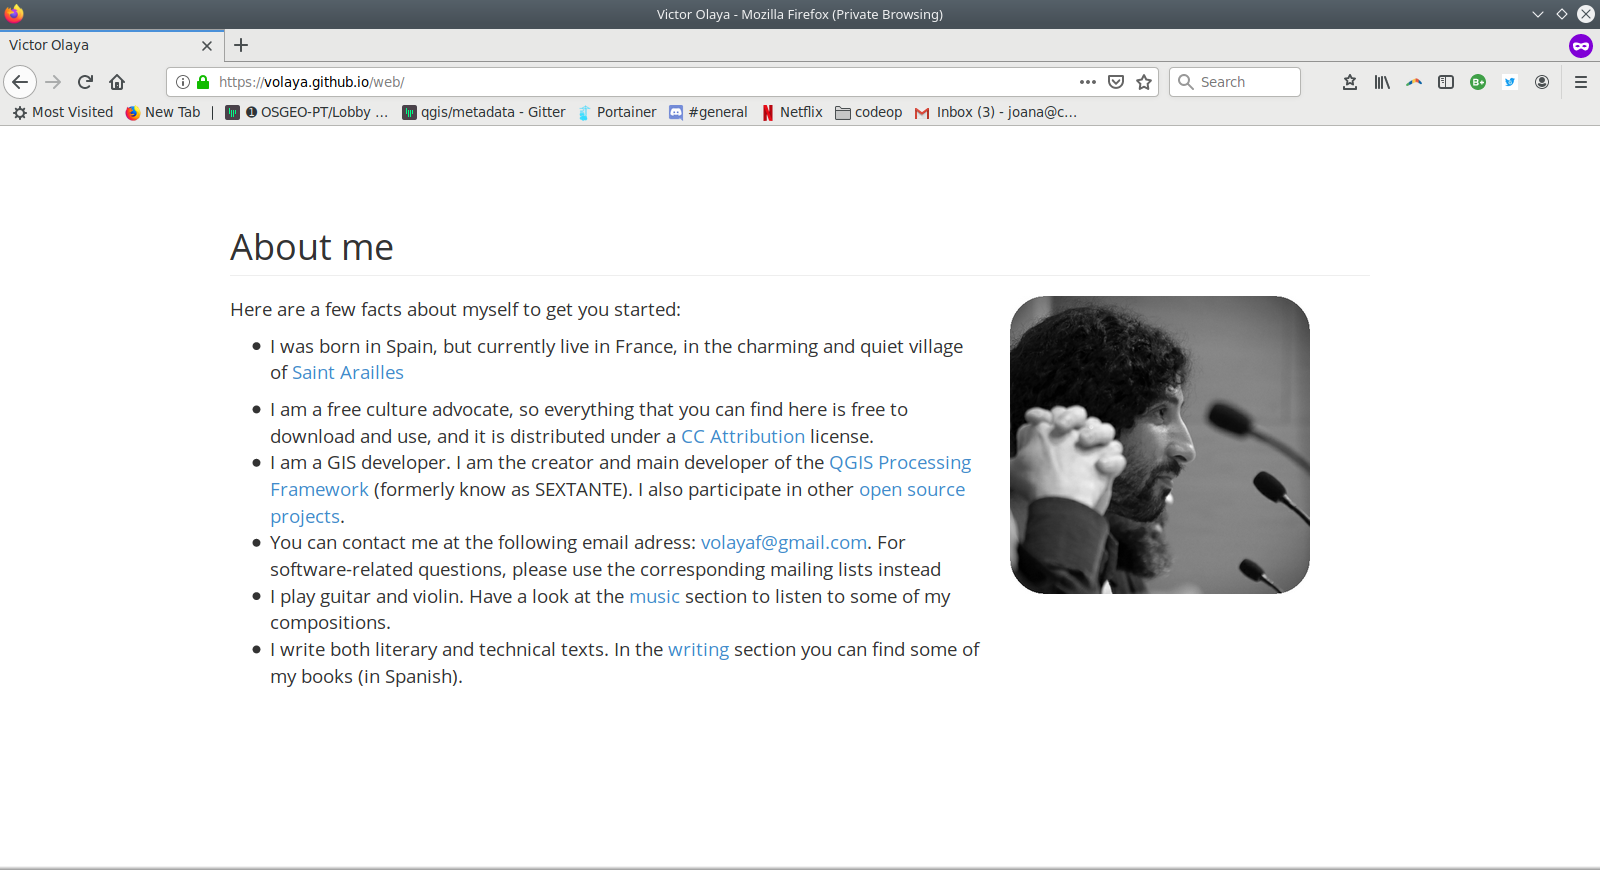 Victor Olaya - Mozilla Firefox (Private Browsing)
Victor Olaya
https://volaya.github.io/web/
Search
B+
Most Visited
New Tab
❶ OSGEO-PT/Lobby ...
qgis/metadata - Gitter
Portainer
#general
Netflix
codeop
Inbox (3) - joana@c...
About me
Here are a few facts about myself to get you started:
I was born in Spain, but currently live in France, in the charming and quiet village
of Saint Arailles
I am a free culture advocate, so everything that you can find here is free to
download and use, and it is distributed under a CC Attribution license.
I am a GIS developer. I am the creator and main developer of the QGIS Processing
Framework (formerly know as SEXTANTE). I also participate in other open source
projects.
You can contact me at the following email adress: volayaf@gmail.com. For
software-related questions, please use the corresponding mailing lists instead
I play guitar and violin. Have a look at the music section to listen to some of my
compositions.
I write both literary and technical texts. In the writing section you can find some of
my books (in Spanish).